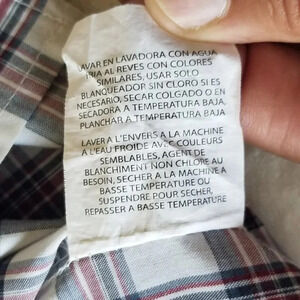 LAVAR EN LAVADORA CON AGUA
FRIA AL REVES CON COLORES
SIMILARES, USAR SOLO
BLANQUEADOR SIN CLORO SI ES
NECESARIO, SECAR COLGADO O EN
SECADORA A TEMPERATURA BAJA,
PLANCHAR A TEMPERATURA BAJA.
LAVER A L'ENVERS A LA MACHINE
A L'EAU FROIDE AVEC COULEURS
SEMBLABLES, AGENT DE
BLANCHIMENT NON CHLORE AU
BESOIN, SECHER A LA MACHINE A
BASSE TEMPERATURE OU
SUSPENDRE POUR SECHER,
REPASSER A BASSE TEMPERATURE